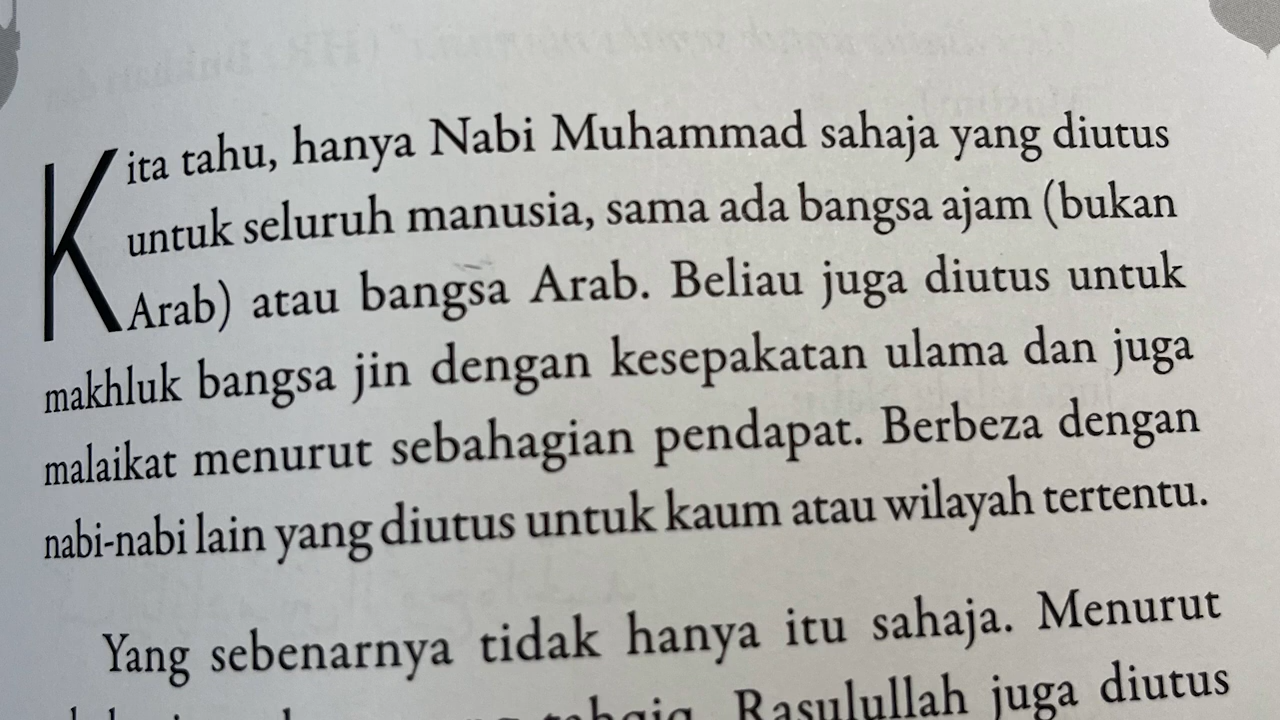 Kita tahu, hanya Nabi Muhammad sahaja yang diutus
untuk seluruh manusia, sama ada bangsa ajam (bukan
Arab) atau bangsa Arab. Beliau juga diutus untuk
makhluk bangsa jin dengan kesepakatan ulama dan juga
malaikat menurut sebahagian pendapat. Berbeza dengan
nabi-nabi lain yang diutus untuk kaum atau wilayah tertentu.
Yang sebenarnya tidak hanya itu sahaja. Menurut
Rasulullah juga diutus